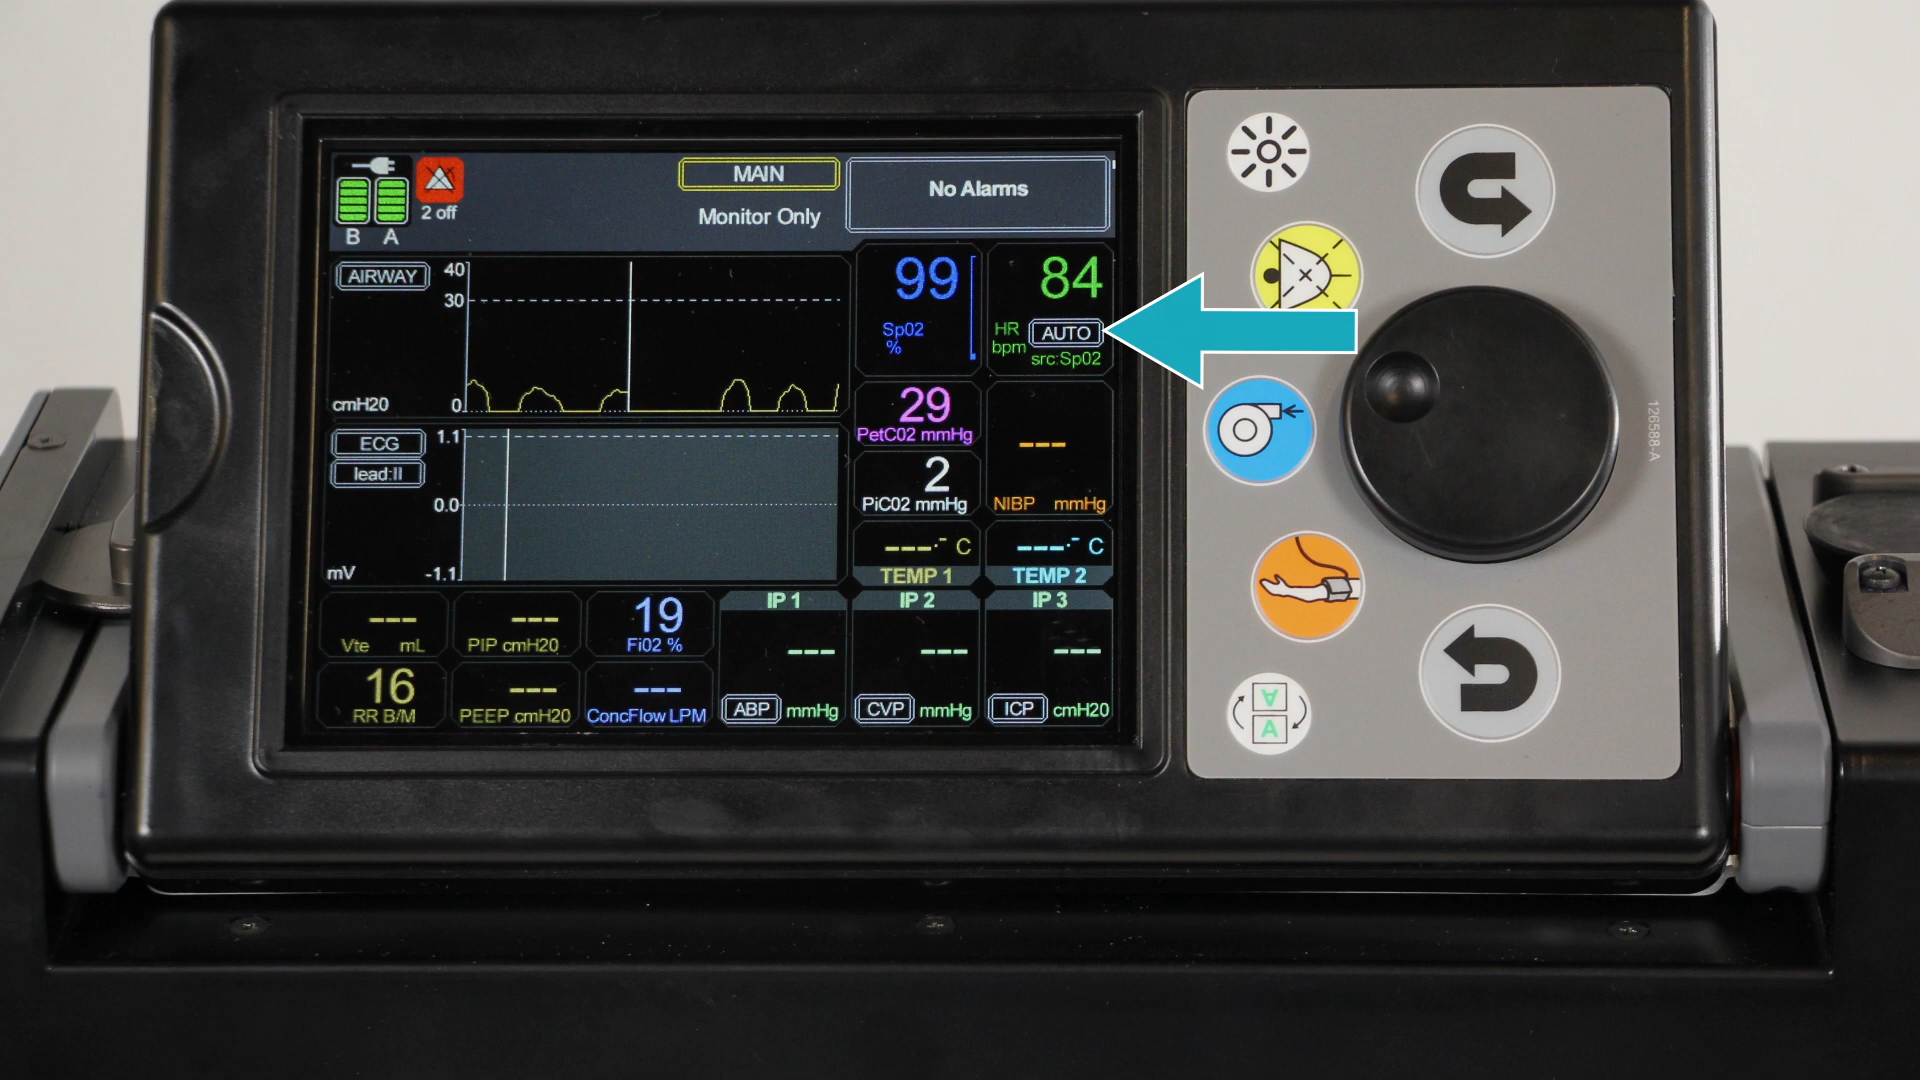 MAIN
No Alarms
2 off
Monitor Only
B A
AIRWAY
40
30
cmH20
0
99
Sp02
%
84
HR
bpm
AUTO
src:Sp02
29
PetC02 mmHg
2
PiC02 mmHg
---
NIBP mmHg
ECG
lead:II
1.1
0.0
mV
-1.1
---.- C
TEMP 1
---.- C
TEMP 2
---
Vte mL
---
PIP cmH20
19
Fi02 %
16
RR B/M
---
PEEP cmH20
---
ConcFlow LPM
IP 1
---
ABP mmHg
IP 2
---
CVP mmHg
IP 3
---
ICP cmH20
A
A
126588-A